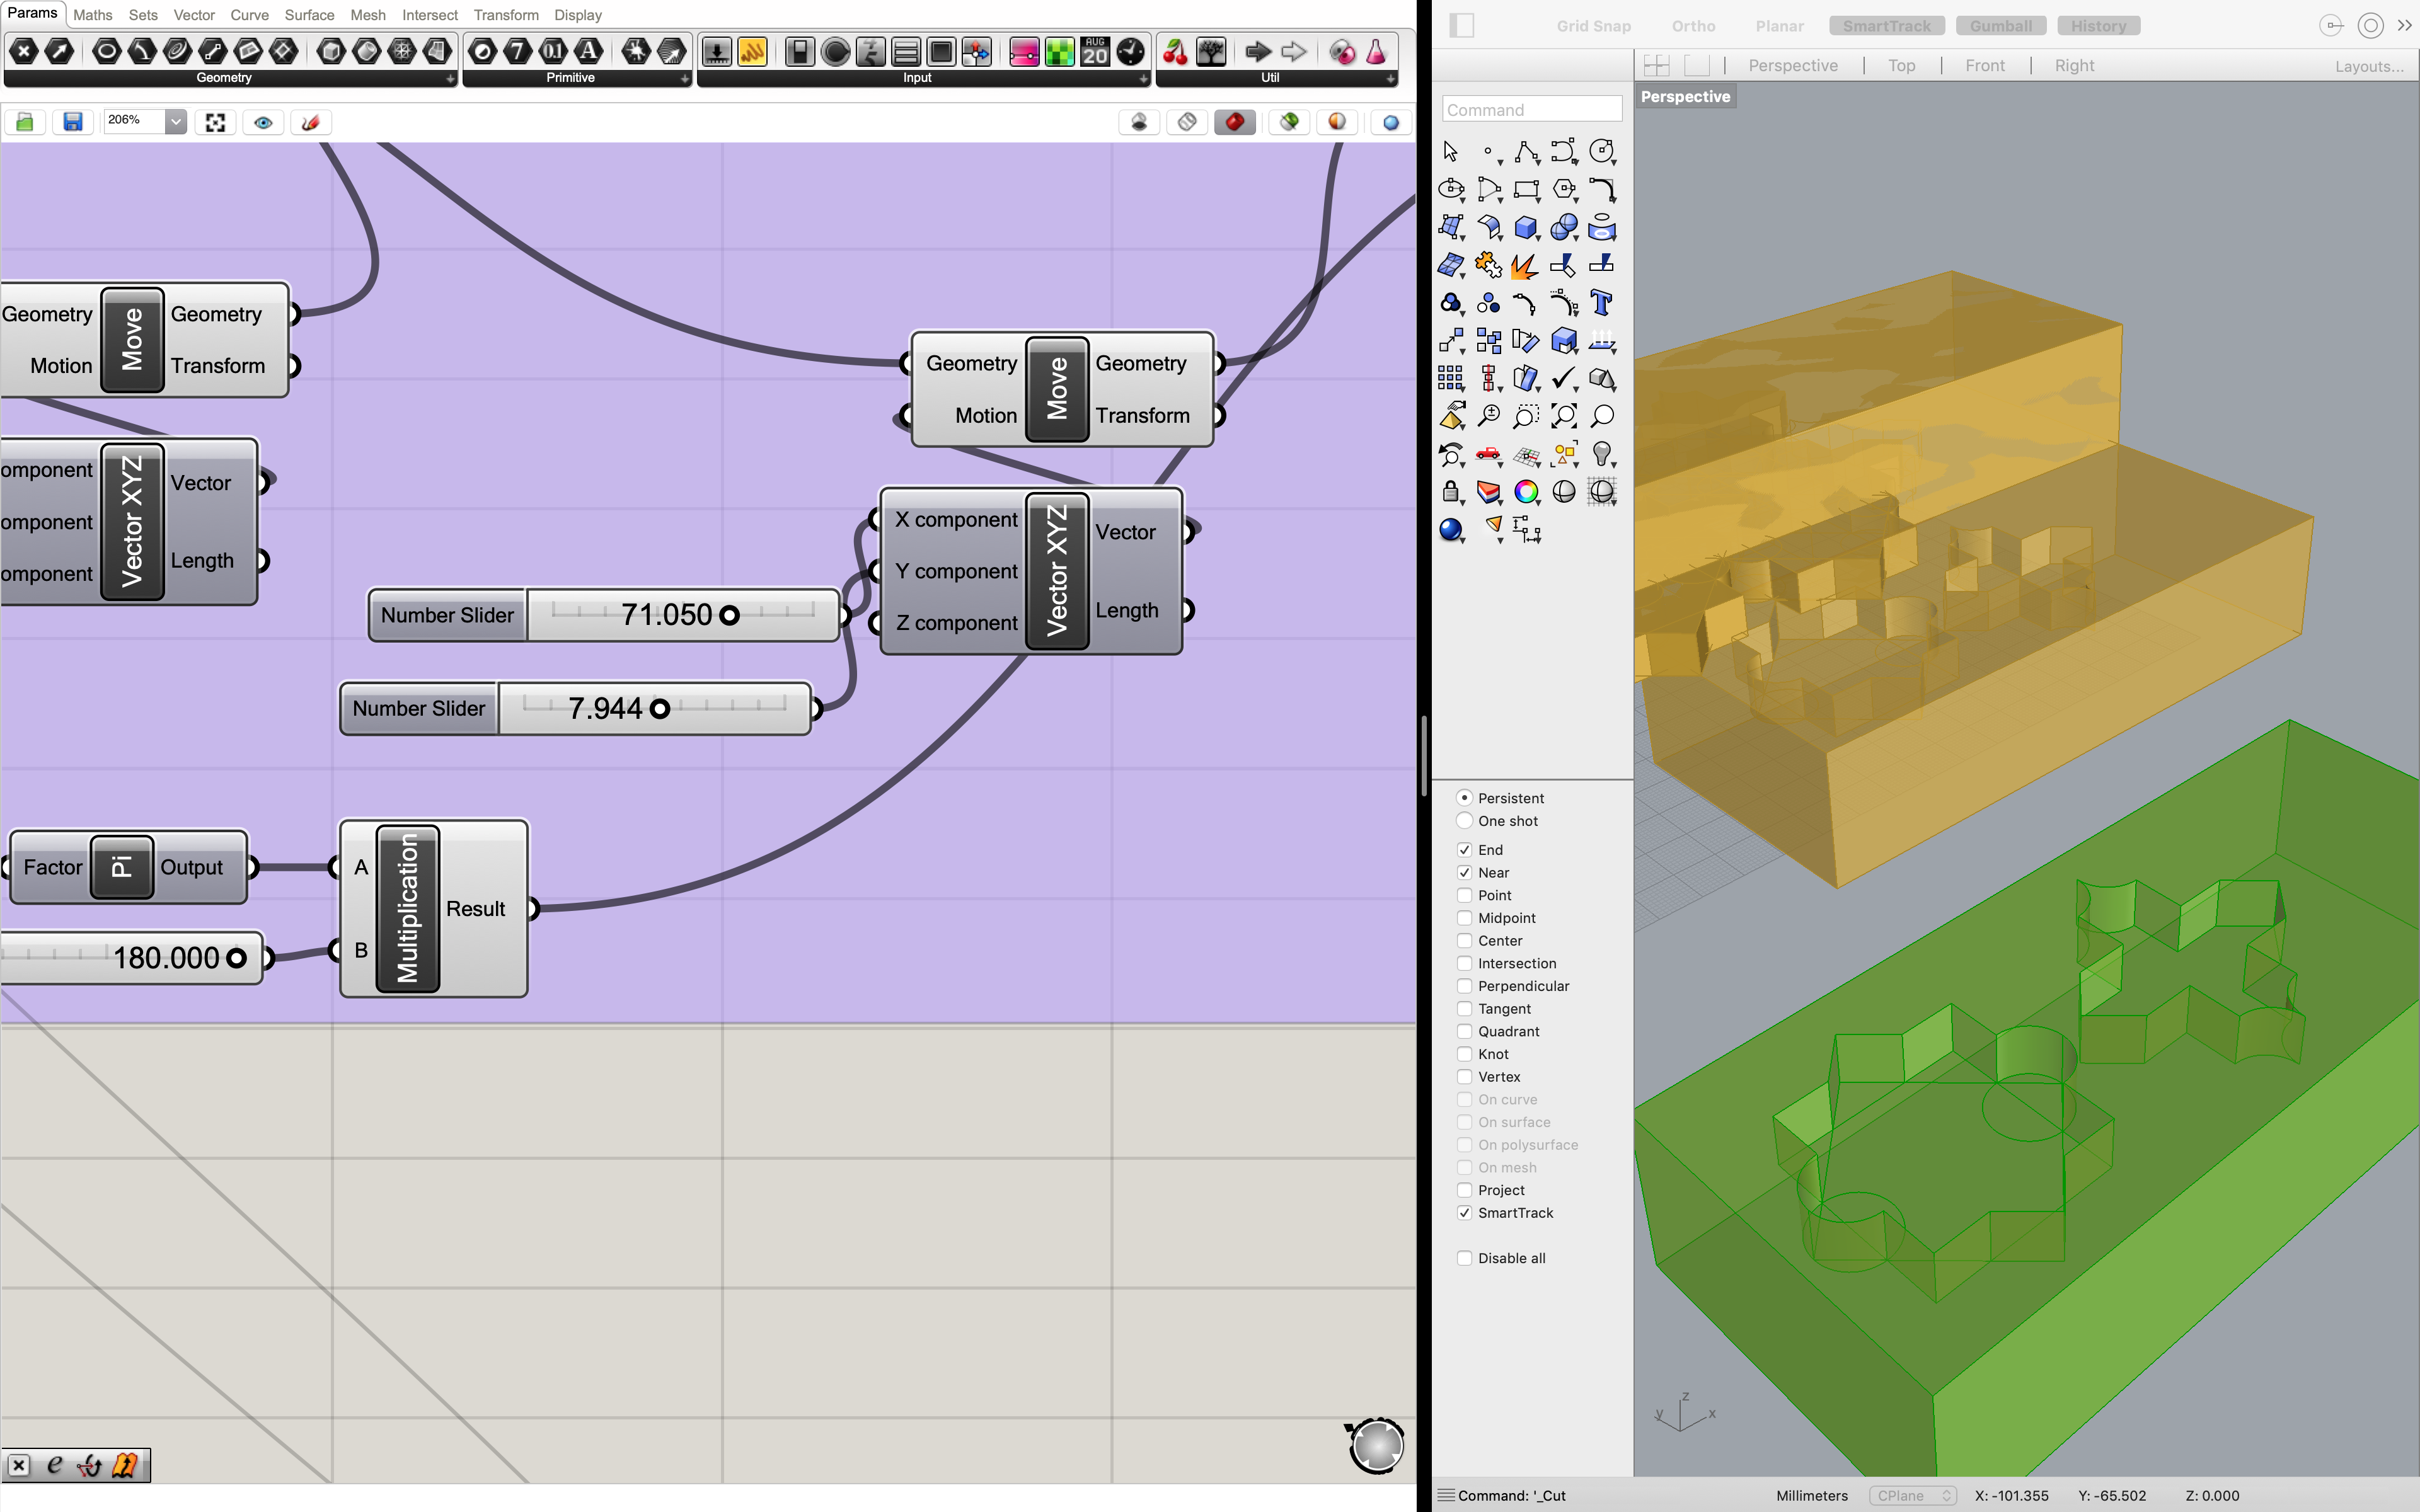 Params Maths Sets Vector Curve Surface Mesh Intersect Transform Display
Geometry Primitive Input Util
AUG
20
7 0.1 A
206%
Geometry Move Geometry
Motion Transform
omponent Vector XYZ Vector
omponent
omponent Length
Geometry Move Geometry
Motion Transform
X component Vector XYZ Vector
Y component
Z component Length
Number Slider 71.050
Number Slider 7.944
Factor Pi Output
A Multiplication Result
B
180.000
e
Grid Snap Ortho Planar SmartTrack Gumball History
Perspective Top Front Right Layouts...
Command
Perspective
Persistent
One shot
End
Near
Point
Midpoint
Center
Intersection
Perpendicular
Tangent
Quadrant
Knot
Vertex
On curve
On surface
On polysurface
On mesh
Project
SmartTrack
Disable all
z
y x
Command: '_Cut Millimeters CPlane X: -101.355 Y: -65.502 Z: 0.000